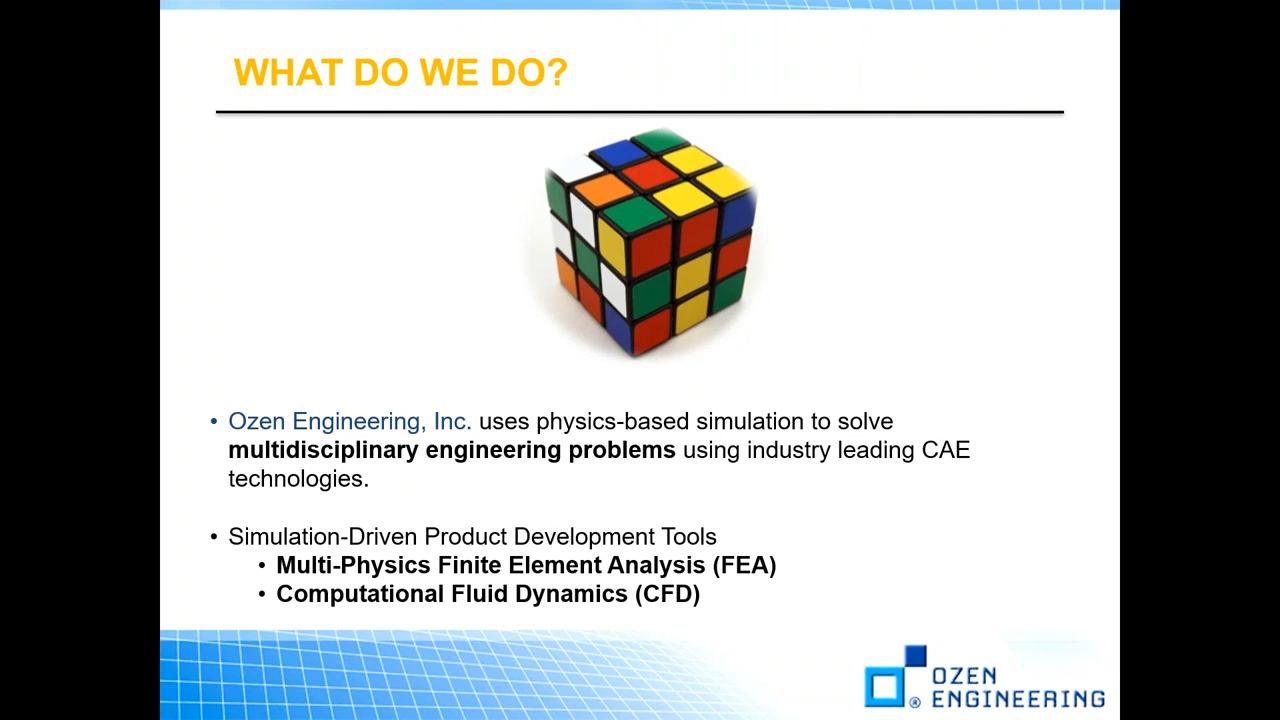 WHAT DO WE DO?
• Ozen Engineering, Inc. uses physics-based simulation to solve
multidisciplinary engineering problems using industry leading CAE
technologies.
• Simulation-Driven Product Development Tools
• Multi-Physics Finite Element Analysis (FEA)
• Computational Fluid Dynamics (CFD)
® OZEN
ENGINEERING